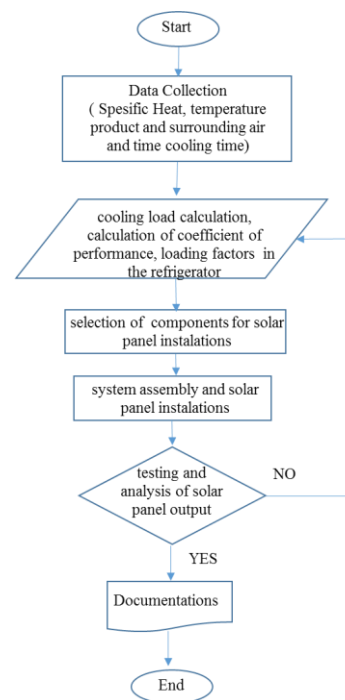 Start
Data Collection
( Spesific Heat, temperature
product and surrounding air
and time cooling time)
cooling load calculation,
calculation of coefficient of
performance, loading factors in
the refrigerator
selection of components for solar
panel instalations
system assembly and solar
panel instalations
testing and
analysis of solar
panel output
NO
YES
Documentations
End